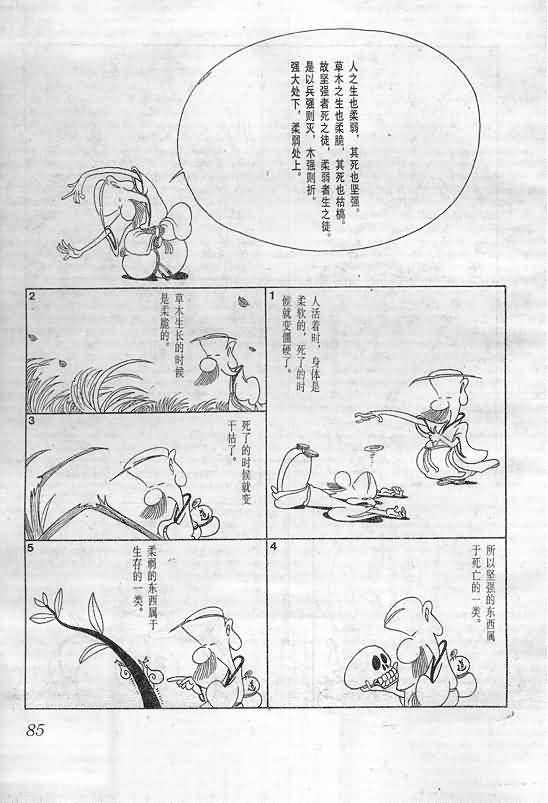 人之生也柔弱，其死也坚强。
草木之生也柔脆，其死也枯槁。
故坚强者死之徒，柔弱者生之徒。
是以兵强则灭，木强则折。
强大处下，柔弱处上。
1
人活着时，身体是
柔软的，死了的时
候就变僵硬了。
2
草木生长的时候
是柔脆的。
3
死了的时候就变
干枯了。
4
所以坚强的东西属
于死亡的一类。
5
柔弱的东西属于
生存的一类。
85